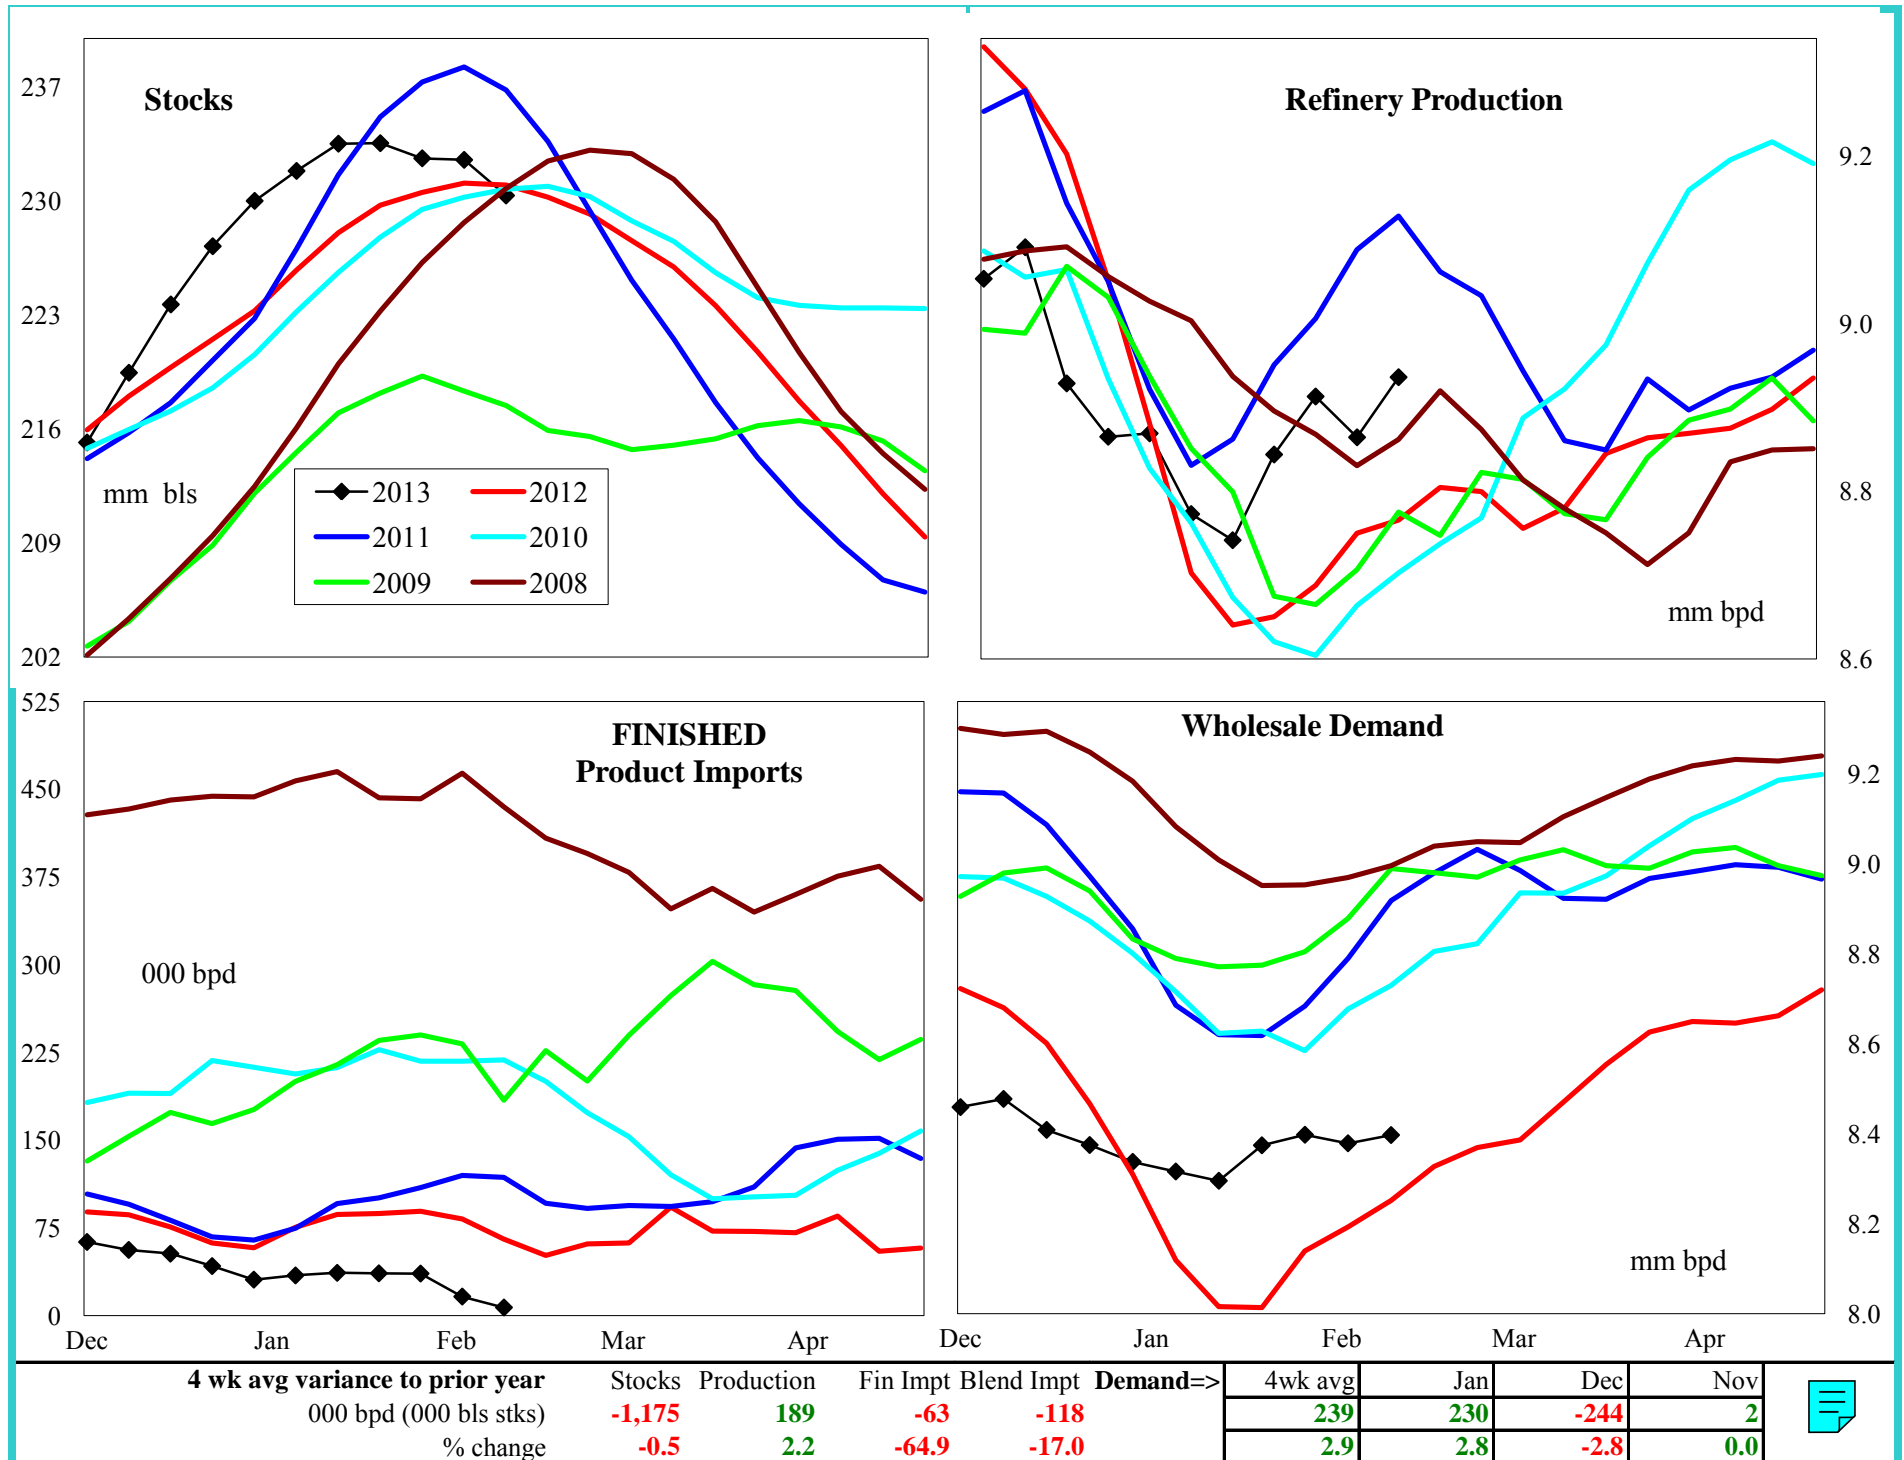 Stocks
237
230
223
216
209
202
mm bls
2013
2012
2011
2010
2009
2008
Refinery Production
9.2
9.0
8.8
8.6
mm bpd
FINISHED
Product Imports
525
450
375
300
225
150
75
0
000 bpd
Dec Jan Feb Mar Apr
Wholesale Demand
9.2
9.0
8.8
8.6
8.4
8.2
8.0
mm bpd
Dec Jan Feb Mar Apr
4 wk avg variance to prior year Stocks Production Fin Impt Blend Impt Demand=> 4wk avg Jan Dec Nov
000 bpd (000 bls stks) -1,175 189 -63 -118 239 230 -244 2
% change -0.5 2.2 -64.9 -17.0 2.9 2.8 -2.8 0.0